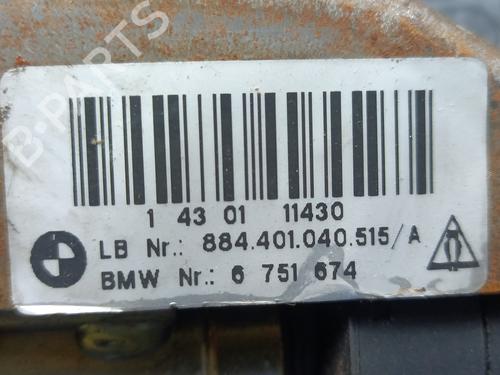 B-PARTS
1 43 01 11430
LB Nr.: 884.401.040.515/A
BMW Nr.: 6 751 674